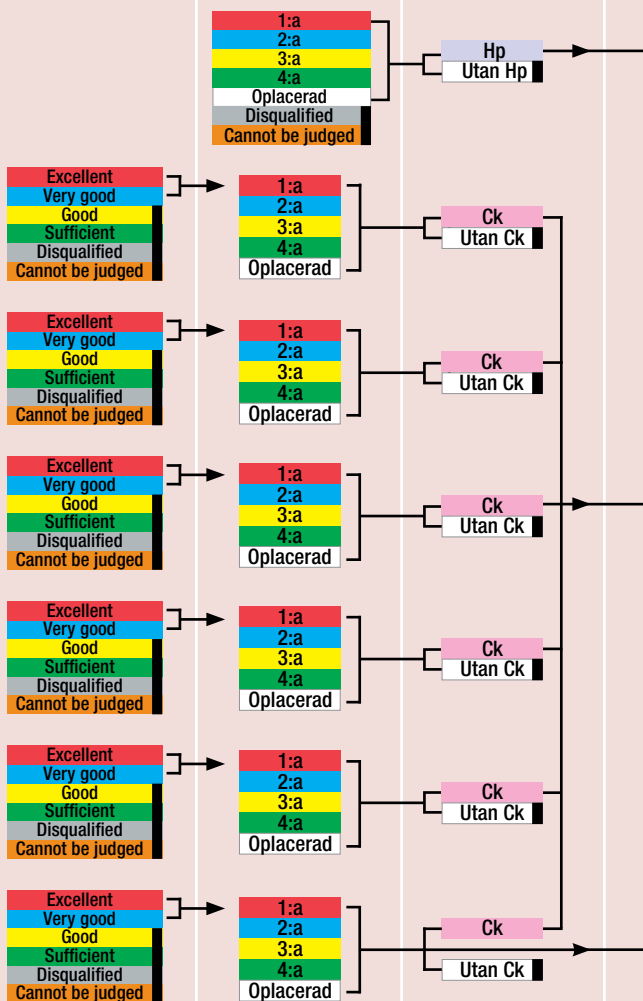 1:a
2:a
3:a
4:a
Oplacerad
Disqualified
Cannot be judged
Hp
Utan Hp
Excellent
Very good
Good
Sufficient
Disqualified
Cannot be judged
1:a
2:a
3:a
4:a
Oplacerad
Ck
Utan Ck
Excellent
Very good
Good
Sufficient
Disqualified
Cannot be judged
1:a
2:a
3:a
4:a
Oplacerad
Ck
Utan Ck
Excellent
Very good
Good
Sufficient
Disqualified
Cannot be judged
1:a
2:a
3:a
4:a
Oplacerad
Ck
Utan Ck
Excellent
Very good
Good
Sufficient
Disqualified
Cannot be judged
1:a
2:a
3:a
4:a
Oplacerad
Ck
Utan Ck
Excellent
Very good
Good
Sufficient
Disqualified
Cannot be judged
1:a
2:a
3:a
4:a
Oplacerad
Ck
Utan Ck
Excellent
Very good
Good
Sufficient
Disqualified
Cannot be judged
1:a
2:a
3:a
4:a
Oplacerad
Ck
Utan Ck